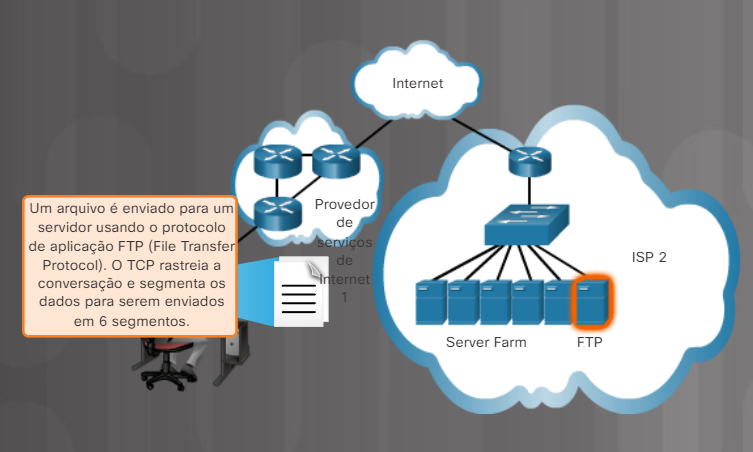 Internet
Provedor
de
serviços
de
Internet
1
Um arquivo é enviado para um
servidor usando o protocolo
de aplicação FTP (File Transfer
Protocol). O TCP rastreia a
conversação e segmenta os
dados para serem enviados
em 6 segmentos.
ISP 2
Server Farm
FTP